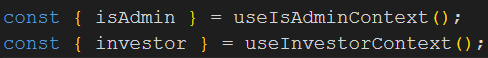 const { isAdmin } = useIsAdminContext();
const { investor } = useInvestorContext();